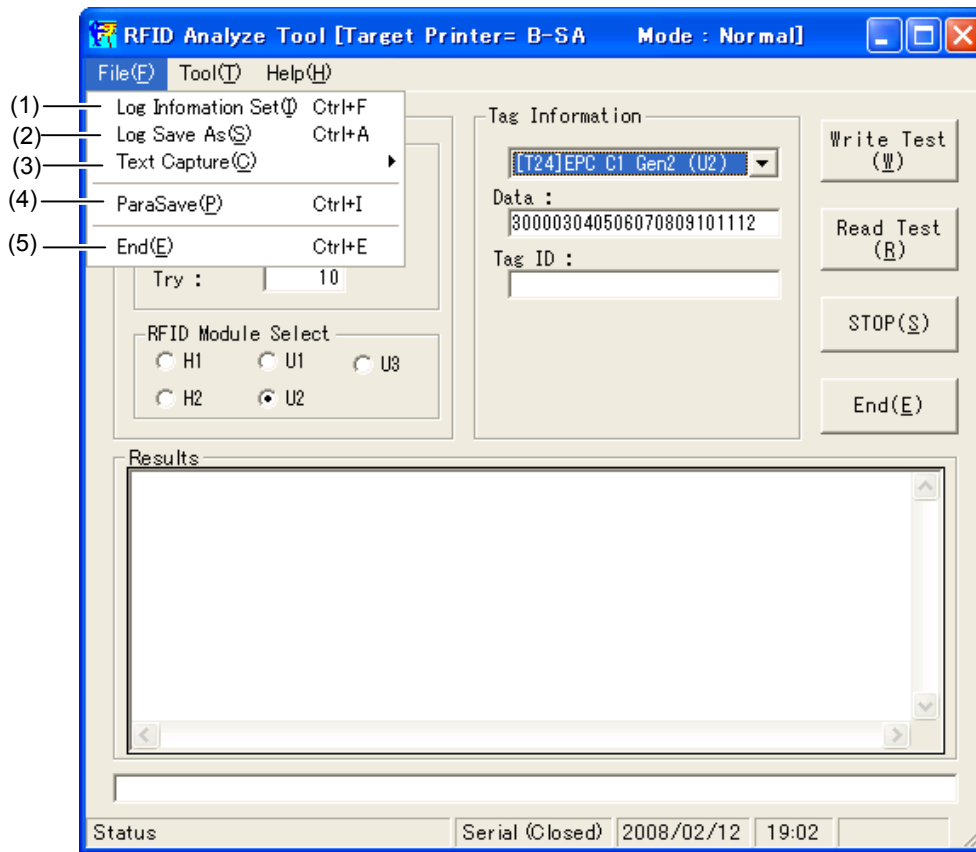 RFID Analyze Tool [Target Printer= B-SA Mode : Normal]
File(F) Tool(T) Help(H)
(1) Log Infomation Set(I) Ctrl+F
(2) Log Save As(S) Ctrl+A
(3) Text Capture(C)
(4) ParaSave(P) Ctrl+I
(5) End(E) Ctrl+E
Try : 10
RFID Module Select
H1 U1 U3
H2 U2
Tag Information
[T24]EPC C1 Gen2 (U2)
Data :
300003040506070809101112
Tag ID :
Write Test
(W)
Read Test
(R)
STOP(S)
End(E)
Results
Status Serial (Closed) 2008/02/12 19:02